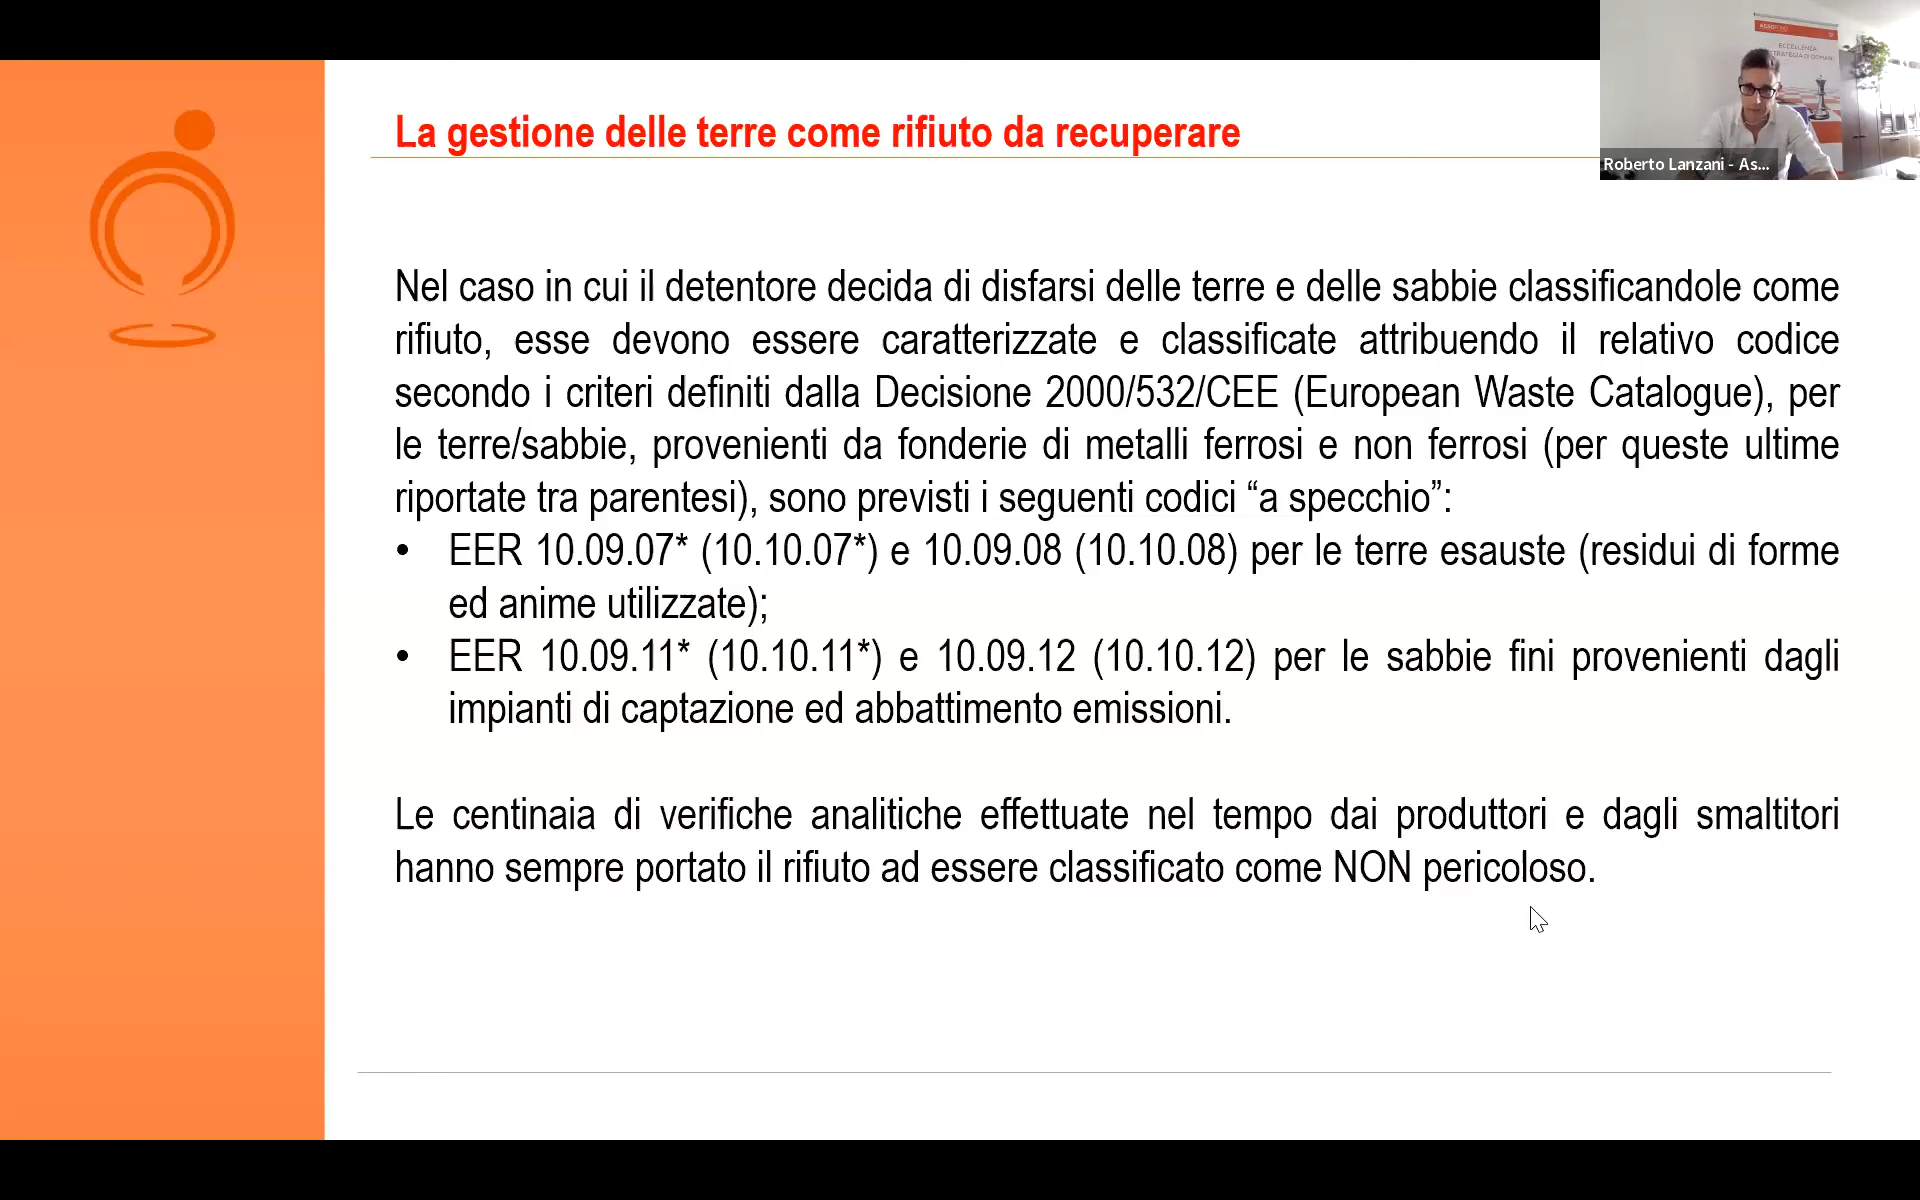 La gestione delle terre come rifiuto da recuperare
ASSOFOND
ECCELLENZA
STRATEGIA DI DOMANI
Roberto Lanzani - As...
Nel caso in cui il detentore decida di disfarsi delle terre e delle sabbie classificandole come
rifiuto, esse devono essere caratterizzate e classificate attribuendo il relativo codice
secondo i criteri definiti dalla Decisione 2000/532/CEE (European Waste Catalogue), per
le terre/sabbie, provenienti da fonderie di metalli ferrosi e non ferrosi (per queste ultime
riportate tra parentesi), sono previsti i seguenti codici “a specchio”:
• EER 10.09.07* (10.10.07*) e 10.09.08 (10.10.08) per le terre esauste (residui di forme
ed anime utilizzate);
• EER 10.09.11* (10.10.11*) e 10.09.12 (10.10.12) per le sabbie fini provenienti dagli
impianti di captazione ed abbattimento emissioni.
Le centinaia di verifiche analitiche effettuate nel tempo dai produttori e dagli smaltitori
hanno sempre portato il rifiuto ad essere classificato come NON pericoloso.